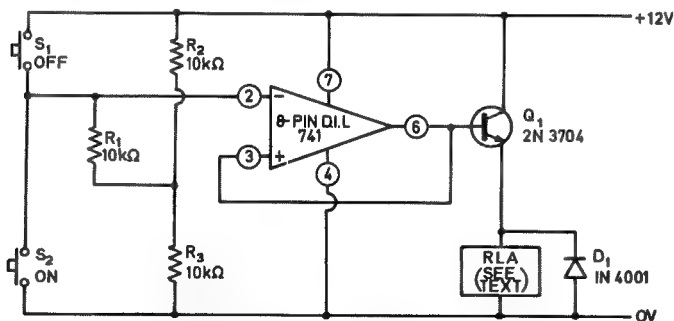 +12V
S1
OFF
R2
10kΩ
7
2
−
8-PIN D.I.L
741
6
Q1
2N 3704
R1
10kΩ
3
+
4
S2
ON
R3
10kΩ
RLA
(SEE
TEXT)
D1
IN 4001
0V